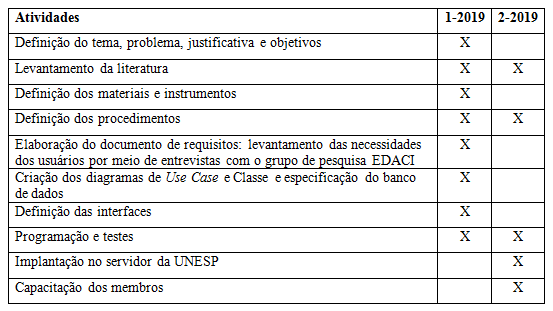 Atividades 1-2019 2-2019
Definição do tema, problema, justificativa e objetivos X
Levantamento da literatura X X
Definição dos materiais e instrumentos X
Definição dos procedimentos X X
Elaboração do documento de requisitos: levantamento das necessidades X
dos usuários por meio de entrevistas com o grupo de pesquisa EDACI
Criação dos diagramas de Use Case e Classe e especificação do banco X
de dados
Definição das interfaces X
Programação e testes X X
Implantação no servidor da UNESP X
Capacitação dos membros X